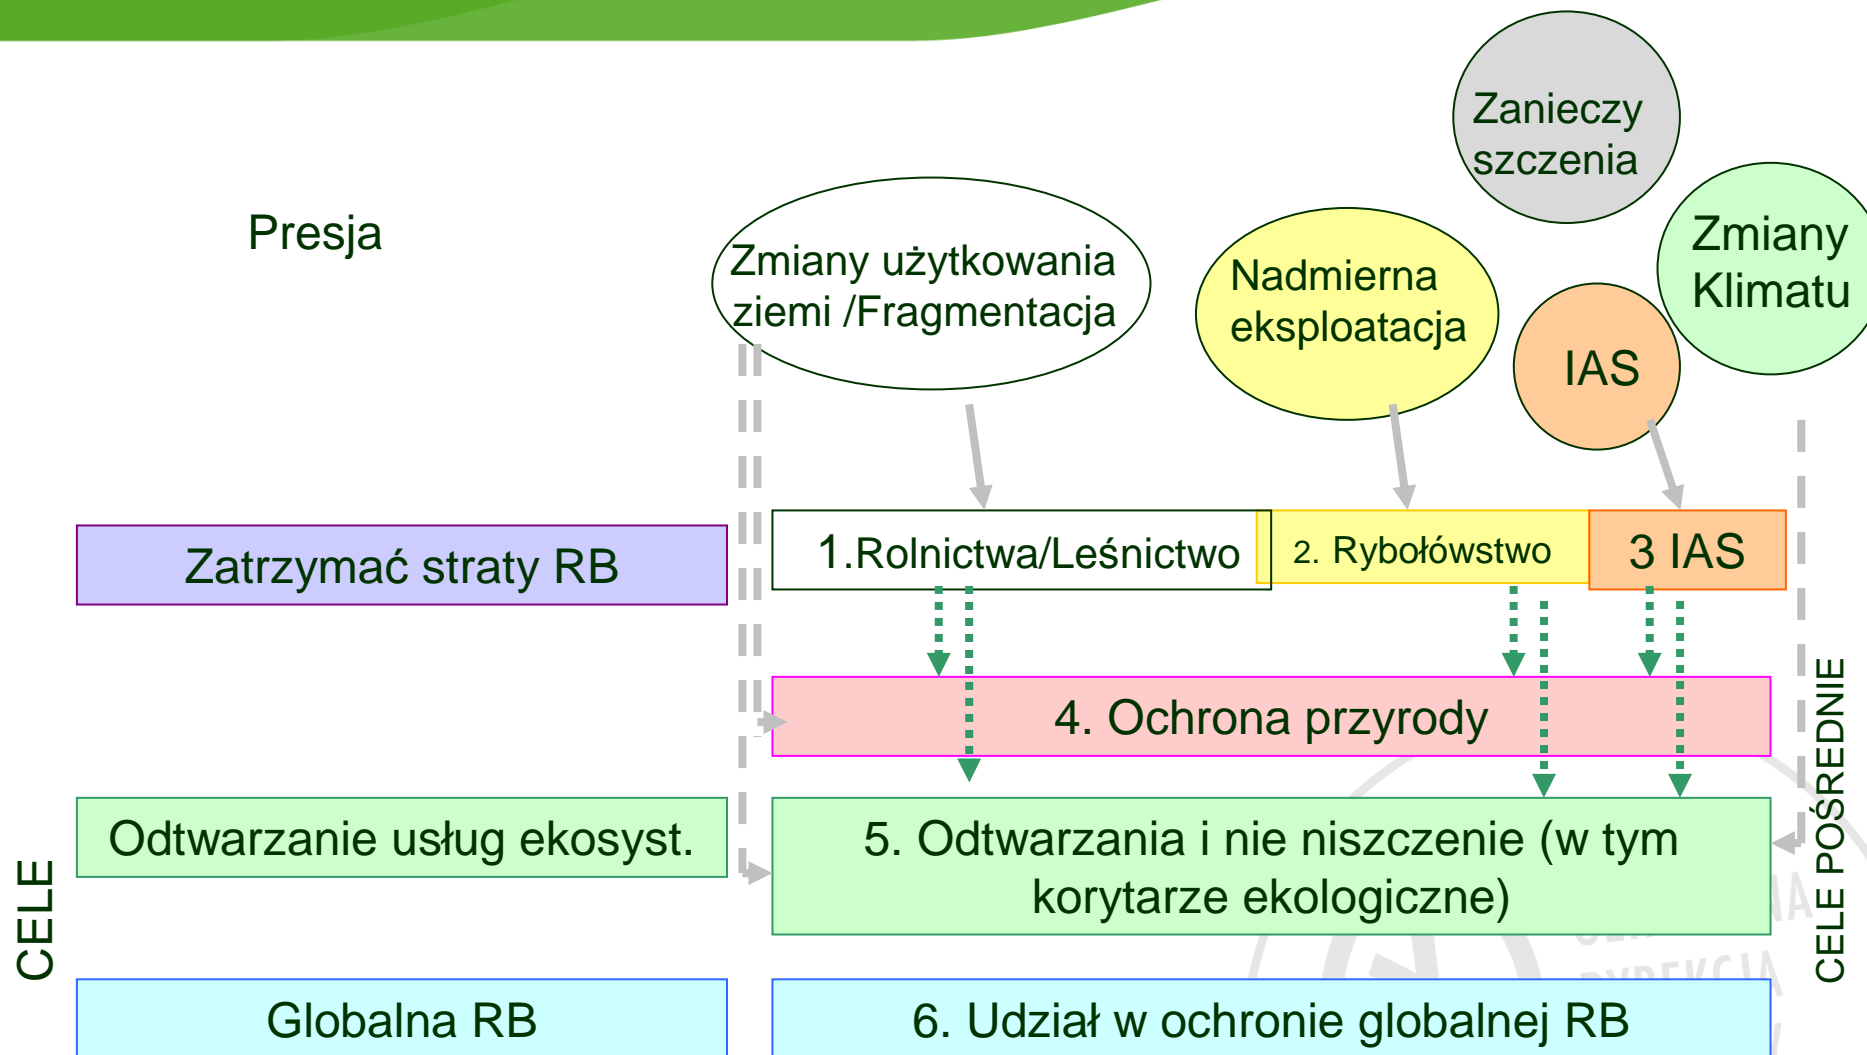 Zanieczy
szczenia
Presja
Zmiany użytkowania
ziemi /Fragmentacja
Nadmierna
eksploatacja
Zmiany
Klimatu
IAS
Zatrzymać straty RB
1.Rolnictwa/Leśnictwo
2. Rybołówstwo
3 IAS
4. Ochrona przyrody
Odtwarzanie usług ekosyst.
5. Odtwarzania i nie niszczenie (w tym
korytarze ekologiczne)
CELE
CELE POŚREDNIE
Globalna RB
6. Udział w ochronie globalnej RB